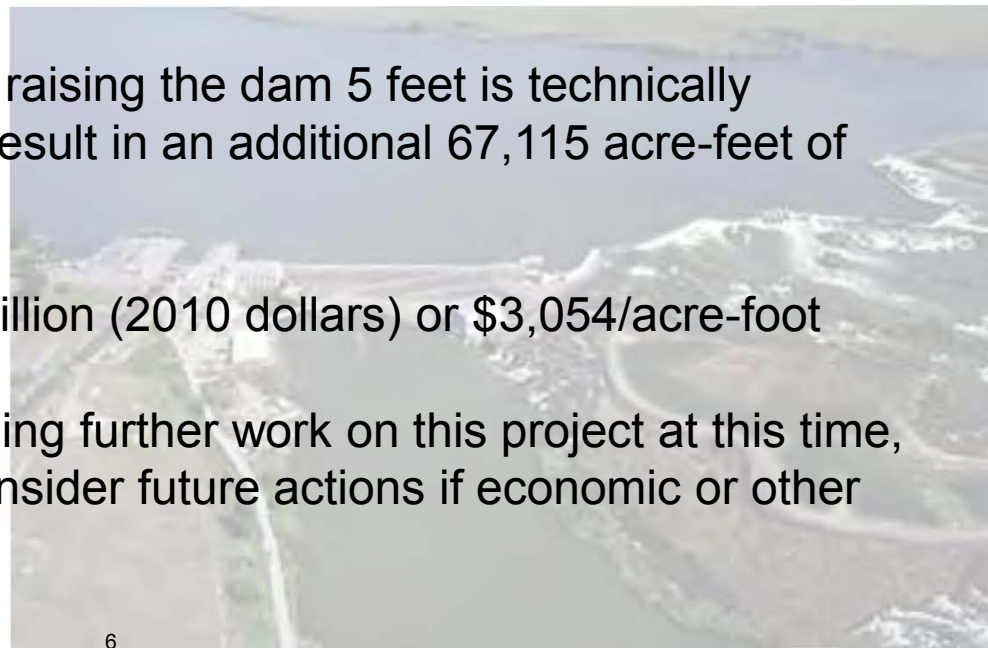 raising the dam 5 feet is technically
esult in an additional 67,115 acre-feet of
illion (2010 dollars) or $3,054/acre-foot
ing further work on this project at this time,
nsider future actions if economic or other
6